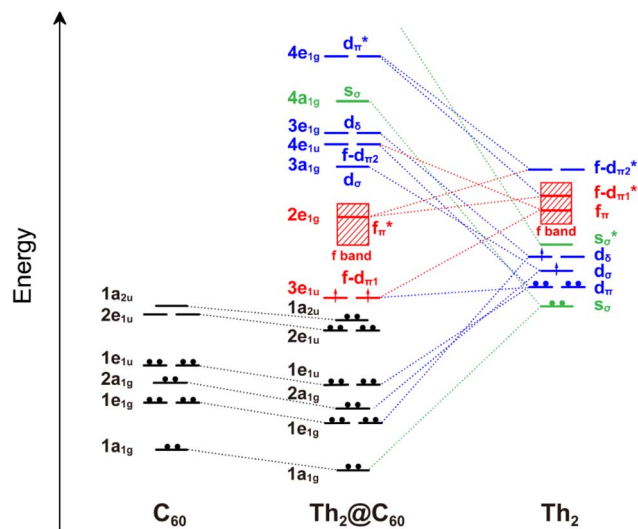 Energy
4e1g
dπ*
4a1g
sσ
3e1g
dδ
4e1u
f-dπ2
3a1g
dσ
2e1g
fπ*
f band
3e1u
f-dπ1
1a2u
2e1u
1e1u
2a1g
1e1g
1a1g
1a2u
2e1u
1e1u
2a1g
1e1g
1a1g
f-dπ2*
f-dπ1*
fπ
f band
sσ*
dδ
dσ
dπ
sσ
C60
Th2@C60
Th2